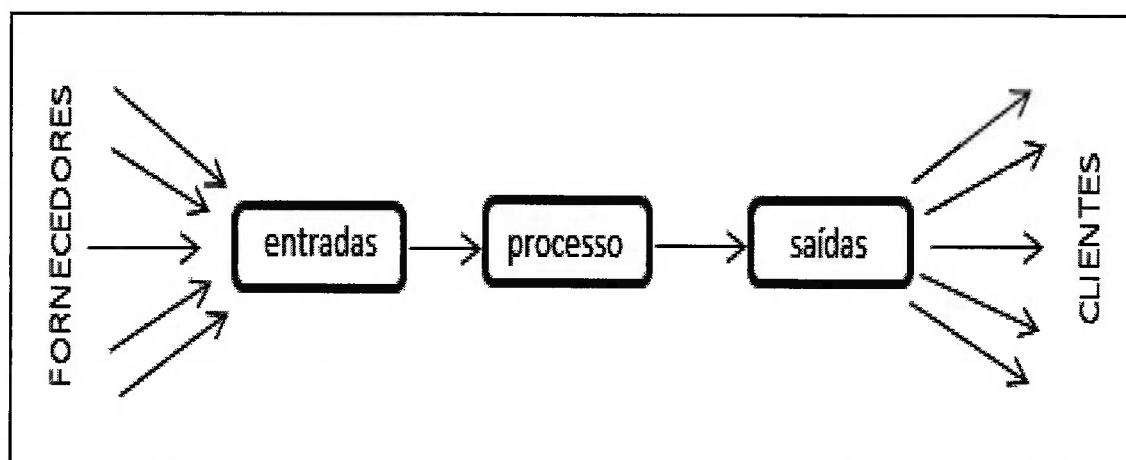 FORNECEDORES
entradas
processo
saídas
CLIENTES